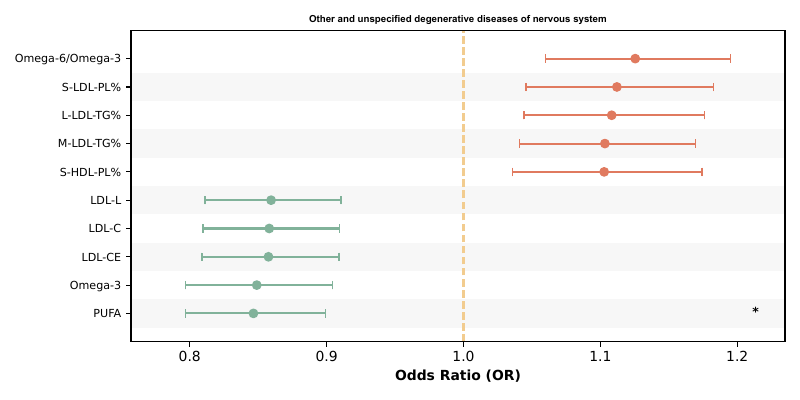 Other and unspecified degenerative diseases of nervous system
Omega-6/Omega-3
S-LDL-PL%
L-LDL-TG%
M-LDL-TG%
S-HDL-PL%
LDL-L
LDL-C
LDL-CE
Omega-3
PUFA
*
0.8 0.9 1.0 1.1 1.2
Odds Ratio (OR)